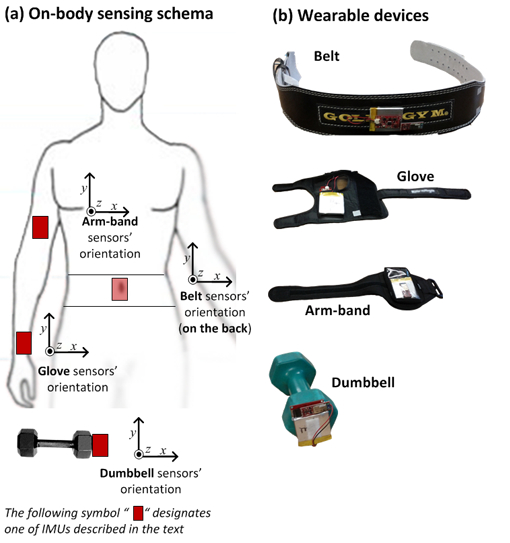 (a) On-body sensing schema
y
z x
Arm-band
sensors'
orientation
y
z x
Belt sensors'
orientation
(on the back)
y
z x
Glove sensors'
orientation
y
z x
Dumbbell sensors'
orientation
The following symbol " " designates
one of IMUs described in the text
(b) Wearable devices
Belt
GOL GYM
Glove
Arm-band
Dumbbell